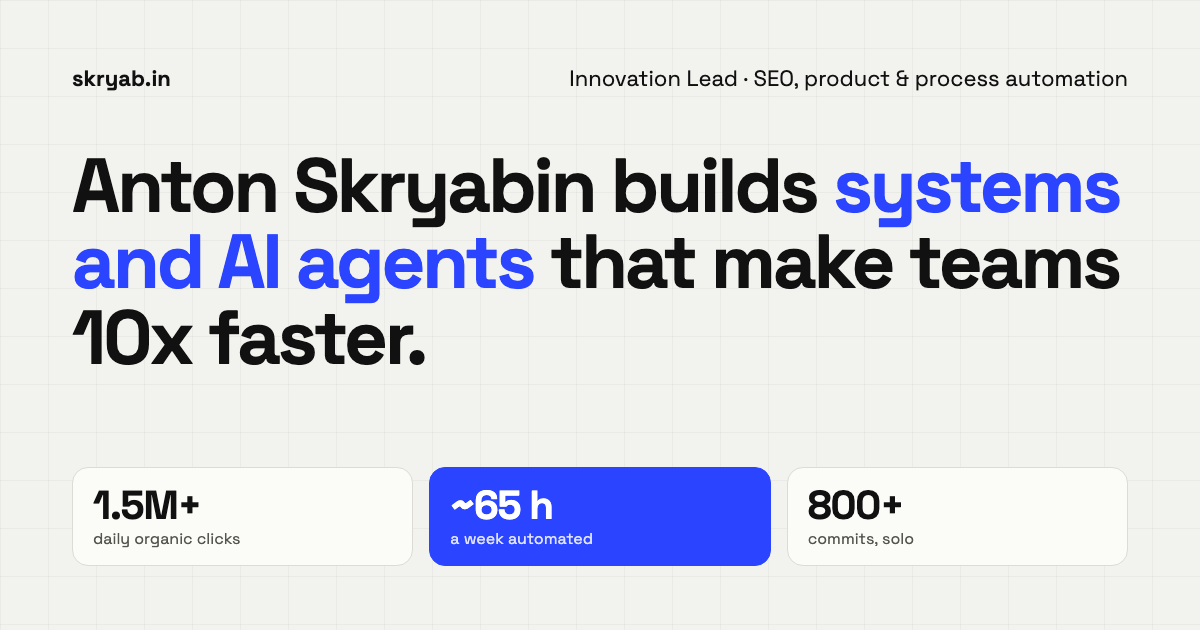 skryab.in
Innovation Lead · SEO, product & process automation
Anton Skryabin builds systems
and AI agents that make teams
10x faster.
1.5M+
daily organic clicks
~65 h
a week automated
800+
commits, solo